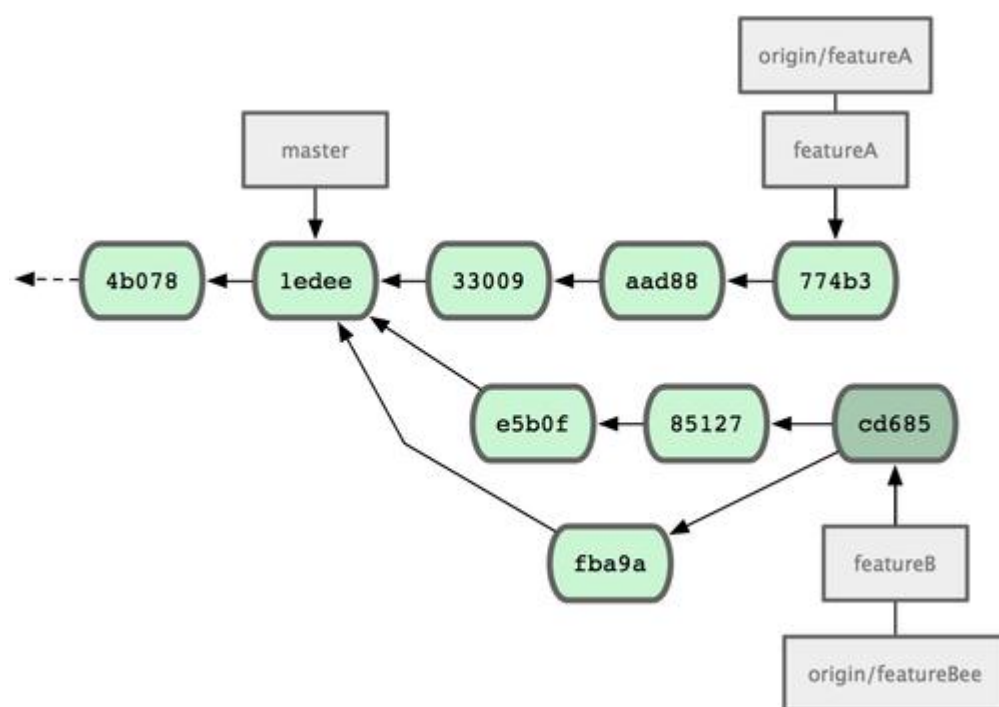 origin/featureA
master
featureA
4b078
1edee
33009
aad88
774b3
e5b0f
85127
cd685
fba9a
featureB
origin/featureBee